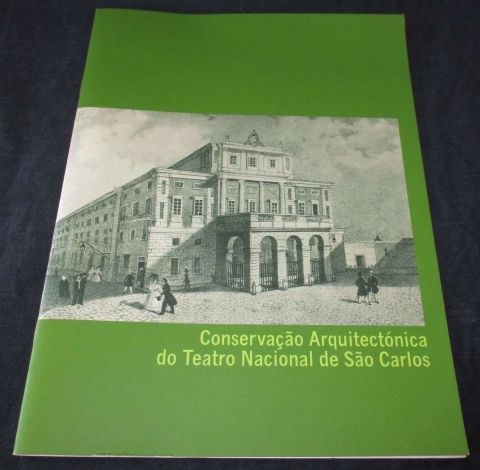 Conservação Arquitectónica
do Teatro Nacional de São Carlos